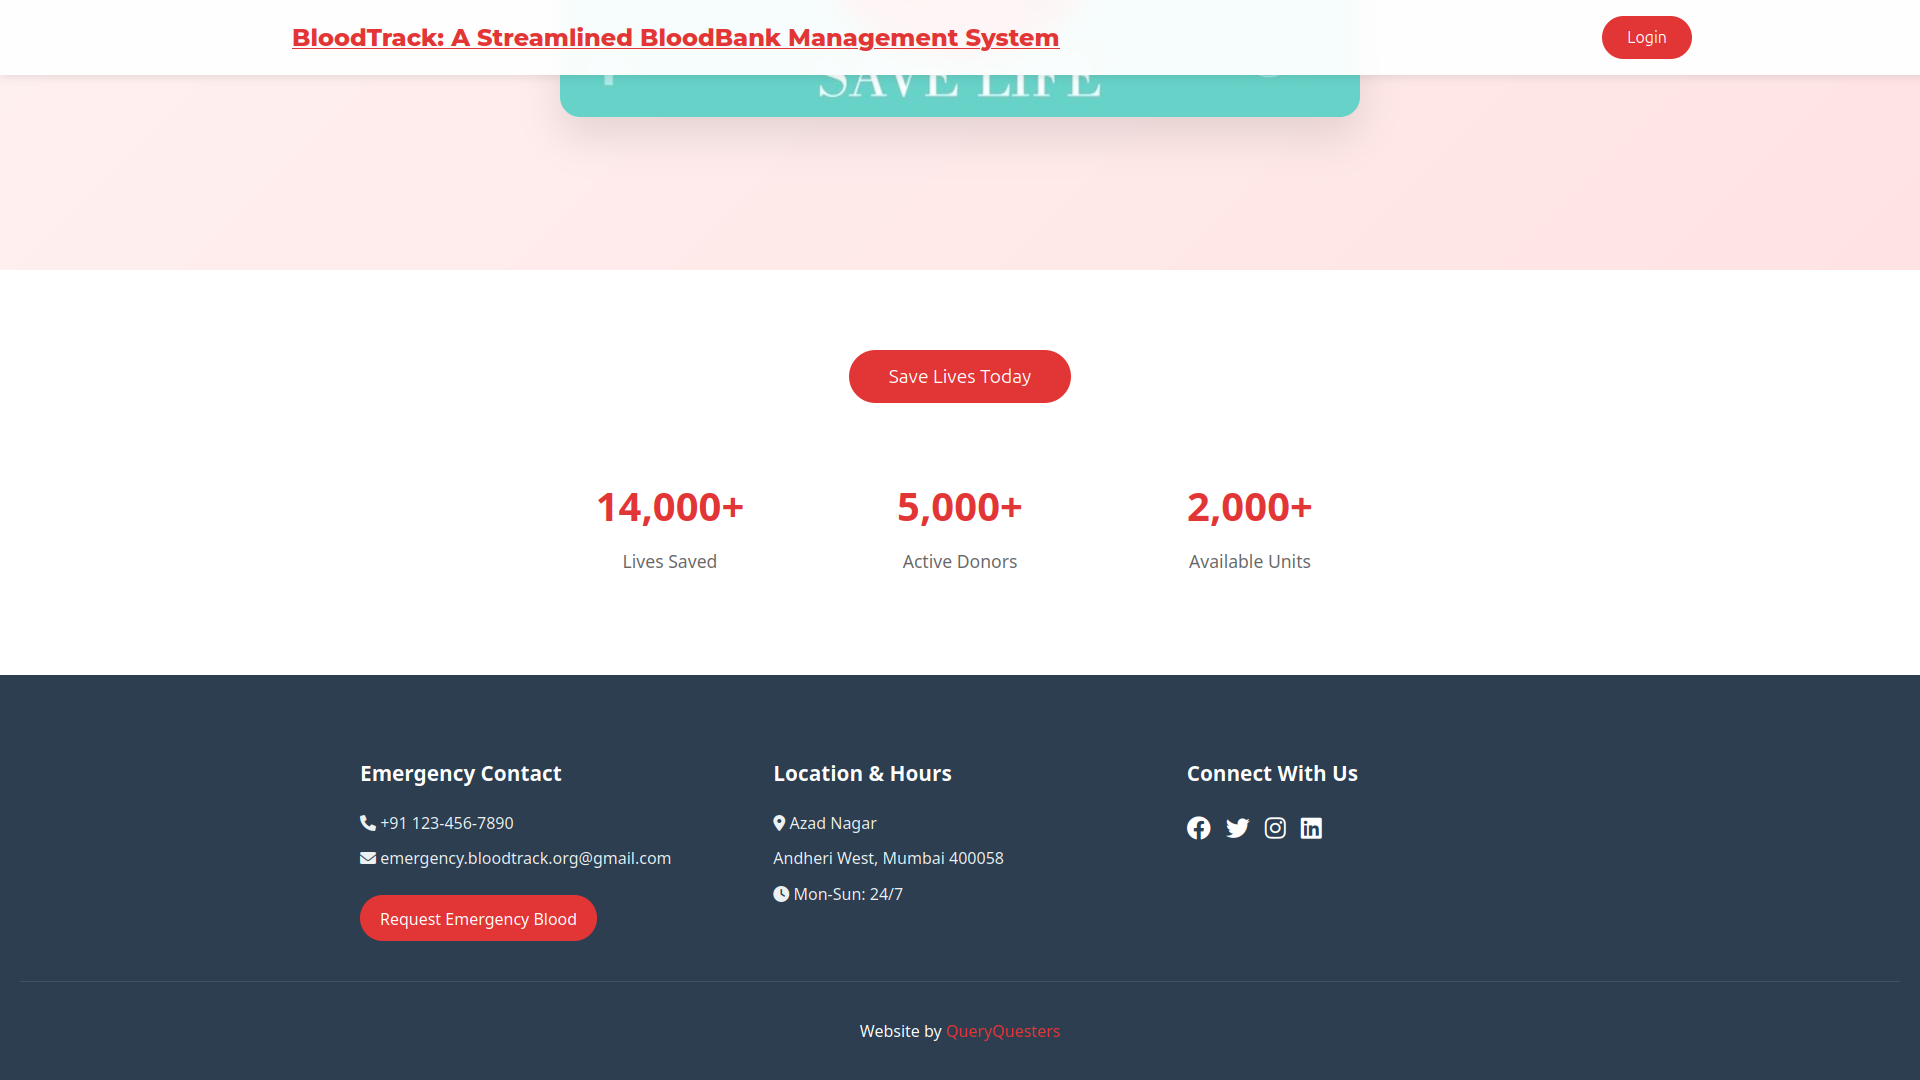 BloodTrack: A Streamlined BloodBank Management System
Login
SAVE LIFE
Save Lives Today
14,000+
5,000+
2,000+
Lives Saved
Active Donors
Available Units
Emergency Contact
+91 123-456-7890
emergency.bloodtrack.org@gmail.com
Request Emergency Blood
Location & Hours
Azad Nagar
Andheri West, Mumbai 400058
Mon-Sun: 24/7
Connect With Us
Website by QueryQuesters